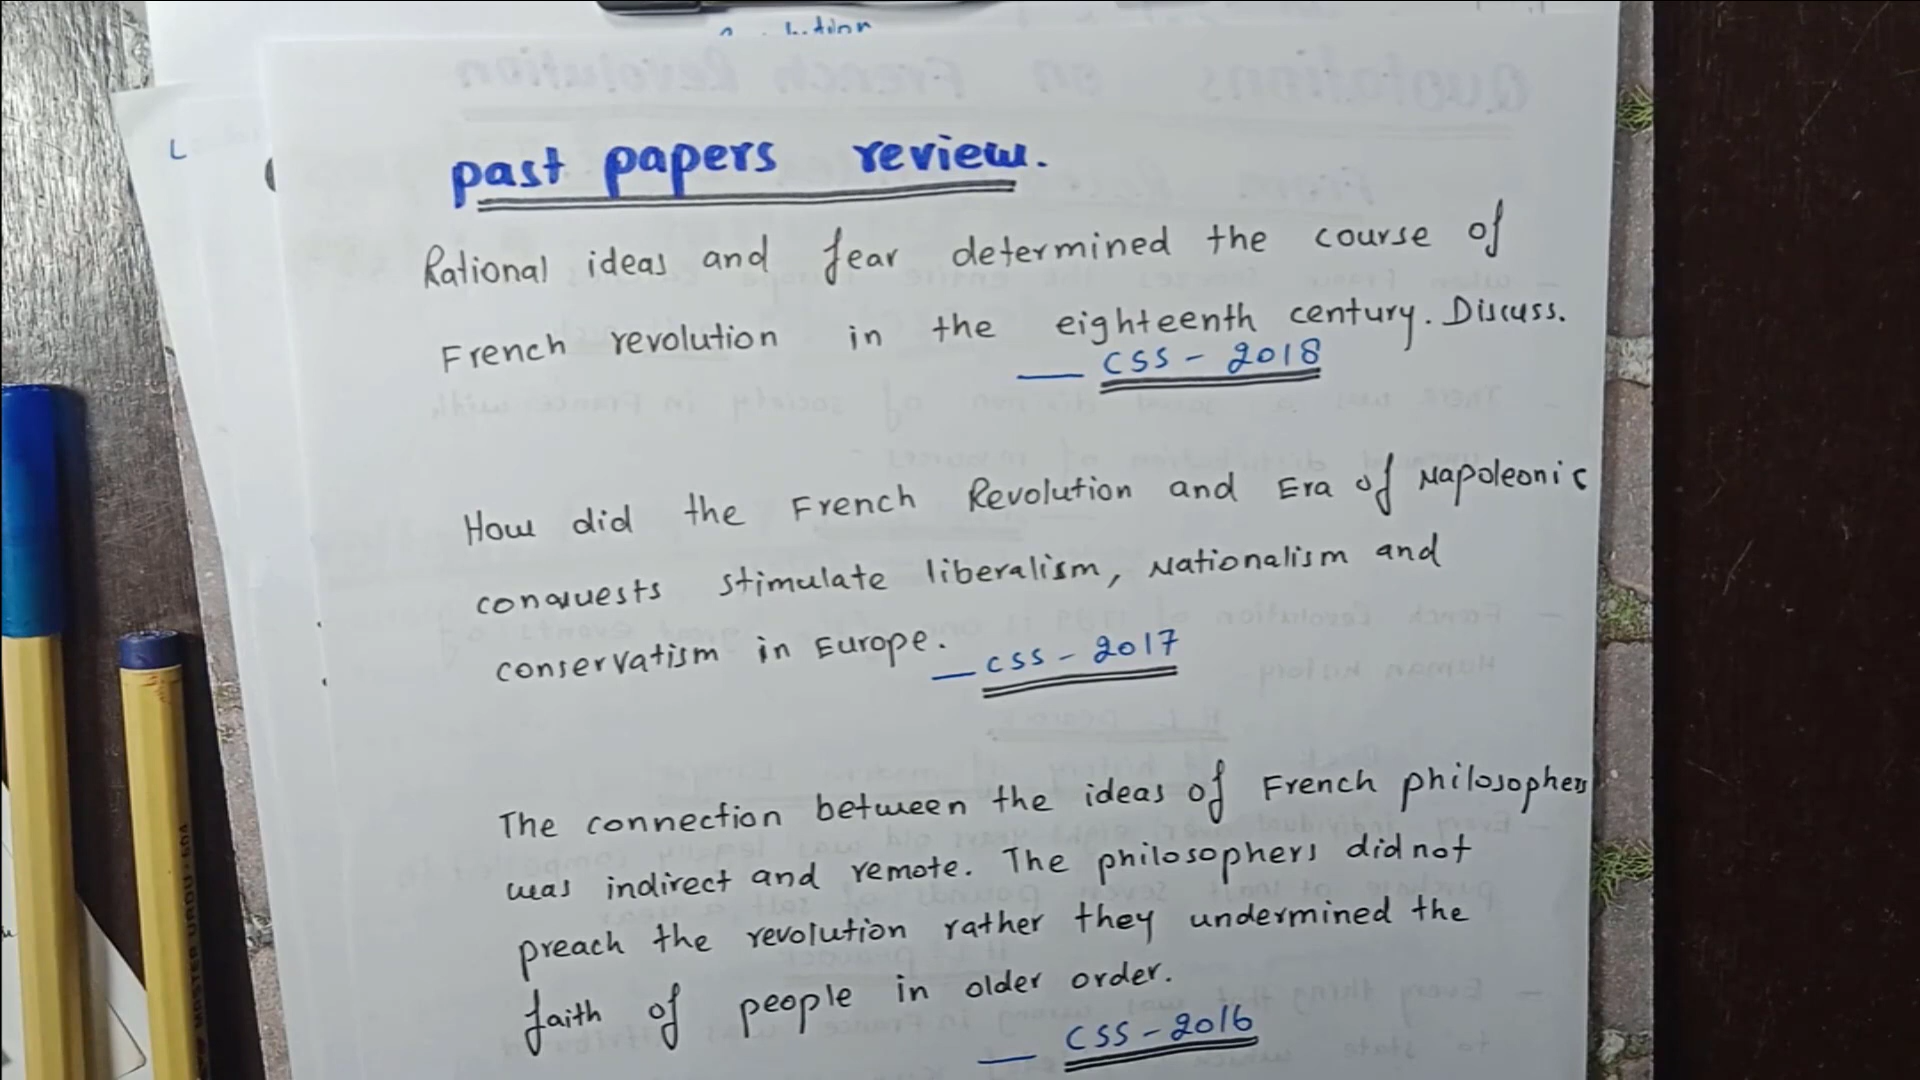 past papers review.
Rational ideas and fear determined the course of
French revolution in the eighteenth century. Discuss.
— CSS - 2018
How did the French Revolution and Era of Napoleonic
conquests stimulate liberalism, Nationalism and
conservatism in Europe.
— CSS - 2017
The connection between the ideas of French philosophers
was indirect and remote. The philosophers did not
preach the revolution rather they undermined the
faith of people in older order.
— CSS - 2016